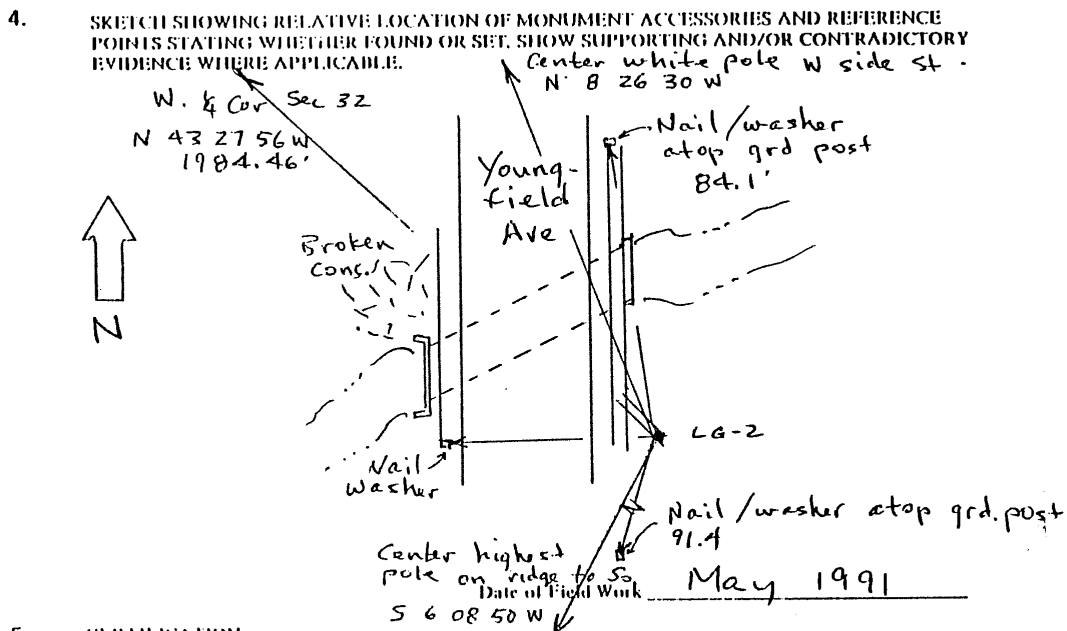 4. SKETCH SHOWING RELATIVE LOCATION OF MONUMENT ACCESSORIES AND REFERENCE
POINTS STATING WHETHER FOUND OR SET. SHOW SUPPORTING AND/OR CONTRADICTORY
EVIDENCE WHERE APPLICABLE.
Center white pole W side St.
N 8 26 30 W
W. 1/4 Cor Sec 32
N 43 27 56 W
1984.46'
Nail/washer
atop grd post
84.1'
Young-
field
Ave
Broken
Conc.
N
LG-2
Nail
washer
Nail/washer atop grd. post
91.4
Center highest
pole on ridge to So
Date of Field Work May 1991
S 6 08 50 W